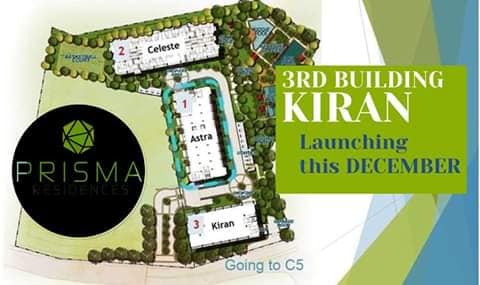 2
Celeste
1
Astra
3
Kiran
PRISMA
RESIDENCES
3RD BUILDING
KIRAN
Launching
this DECEMBER
Going to C5